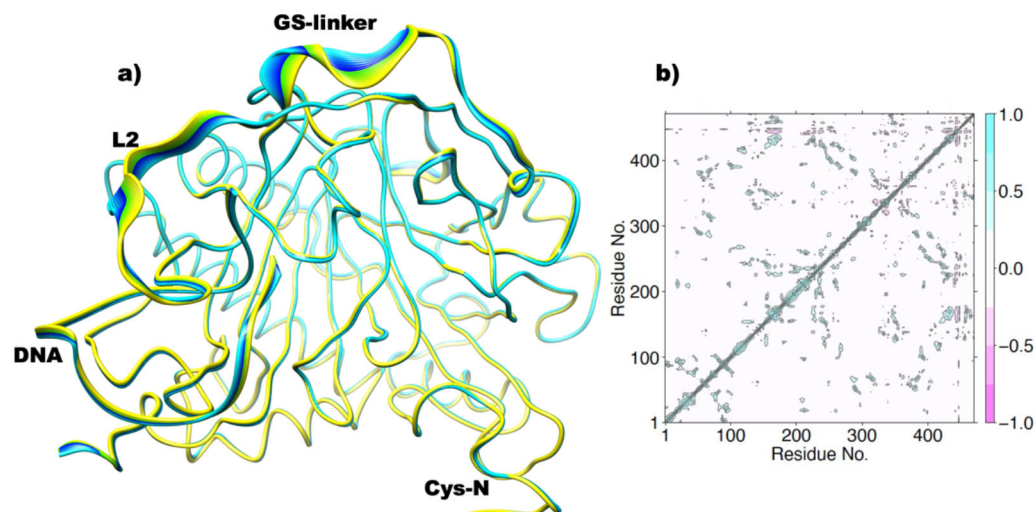 GS-linker
a)
L2
DNA
Cys-N
b)
Residue No.
400
300
200
100
1
1 100 200 300 400
Residue No.
1.0
0.5
0.0
−0.5
−1.0